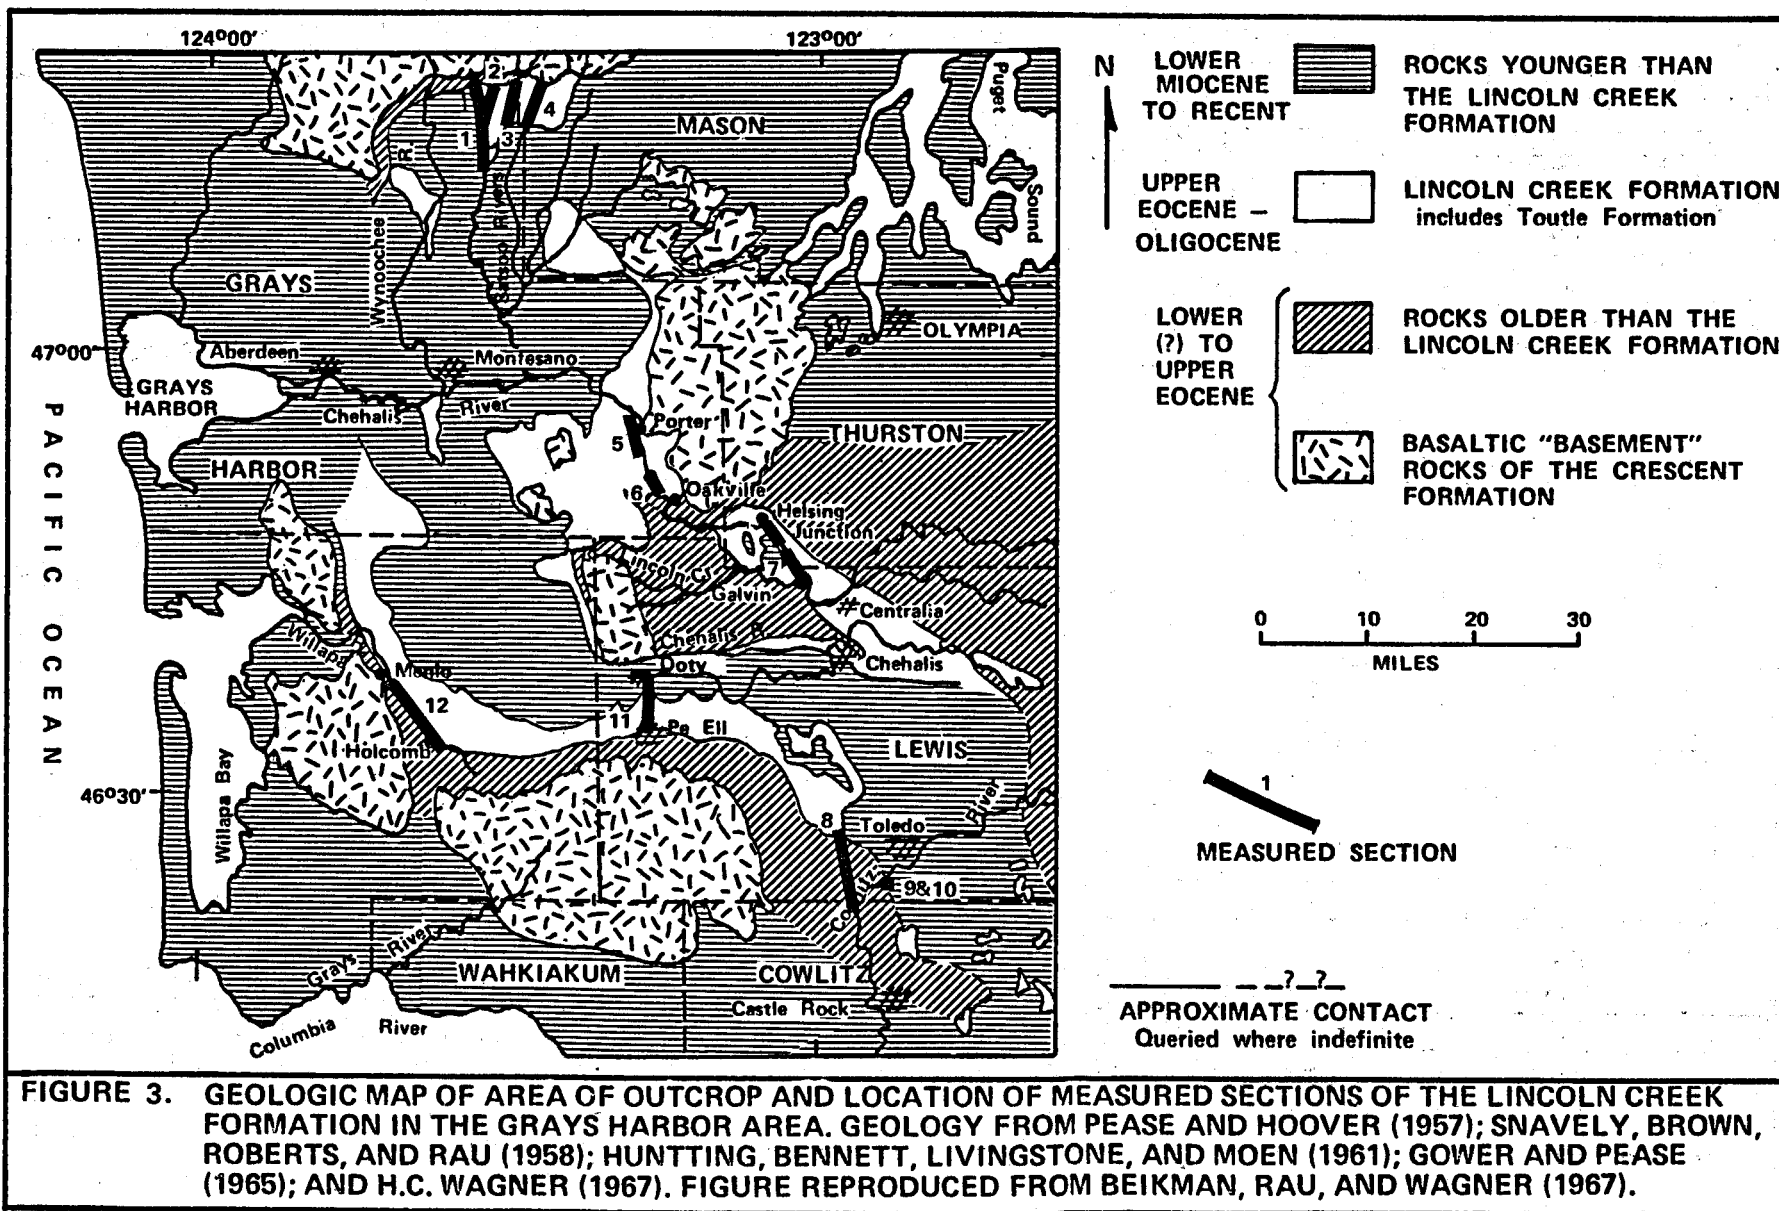 124°00'
123°00'
2
4
1
3
MASON
Puget
Sound
R.
Wynoochee
Satsop Rivers
GRAYS
OLYMPIA
47°00'
Aberdeen
Montesano
GRAYS
HARBOR
Chehalis
River
Porter
5
THURSTON
HARBOR
6
Oakville
Helsing
Junction
Lincoln Cr.
7
Galvin
Centralia
Chehalis R.
Willapa
Menlo
Doty
Chehalis
12
11
Pe Ell
Holcomb
LEWIS
PACIFIC OCEAN
Willapa Bay
46°30'
8
Toledo
River
9&10
Cowlitz
Grays
River
WAHKIAKUM
COWLITZ
Castle Rock
Columbia
River
N
LOWER
MIOCENE
TO RECENT
ROCKS YOUNGER THAN
THE LINCOLN CREEK
FORMATION
UPPER
EOCENE –
OLIGOCENE
LINCOLN CREEK FORMATION
includes Toutle Formation
LOWER
(?) TO
UPPER
EOCENE
ROCKS OLDER THAN THE
LINCOLN CREEK FORMATION
BASALTIC "BASEMENT"
ROCKS OF THE CRESCENT
FORMATION
0 10 20 30
MILES
1
MEASURED SECTION
?
?
APPROXIMATE CONTACT
Queried where indefinite
FIGURE 3. GEOLOGIC MAP OF AREA OF OUTCROP AND LOCATION OF MEASURED SECTIONS OF THE LINCOLN CREEK
FORMATION IN THE GRAYS HARBOR AREA. GEOLOGY FROM PEASE AND HOOVER (1957); SNAVELY, BROWN,
ROBERTS, AND RAU (1958); HUNTTING, BENNETT, LIVINGSTONE, AND MOEN (1961); GOWER AND PEASE
(1965); AND H.C. WAGNER (1967). FIGURE REPRODUCED FROM BEIKMAN, RAU, AND WAGNER (1967).